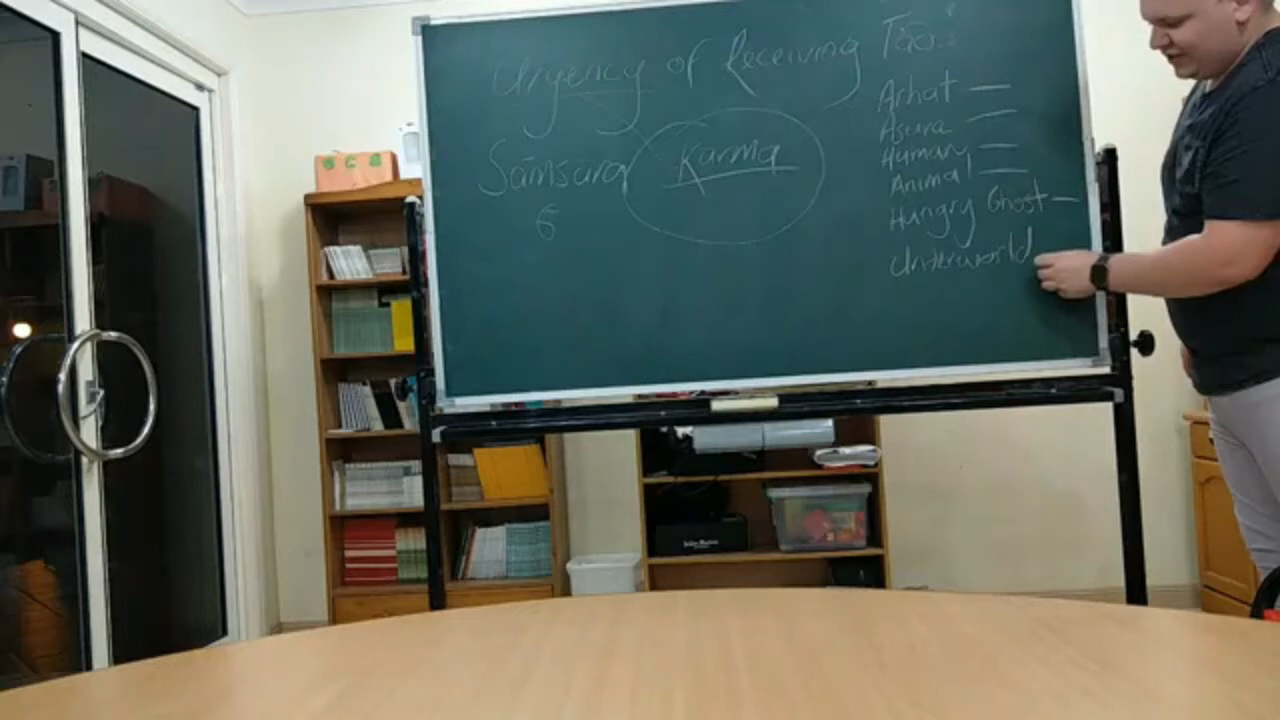 Urgency of Receiving Tao:
Samsara
6
Karma
Arhat —
Asura —
Human —
Animal —
Hungry Ghost —
Underworld